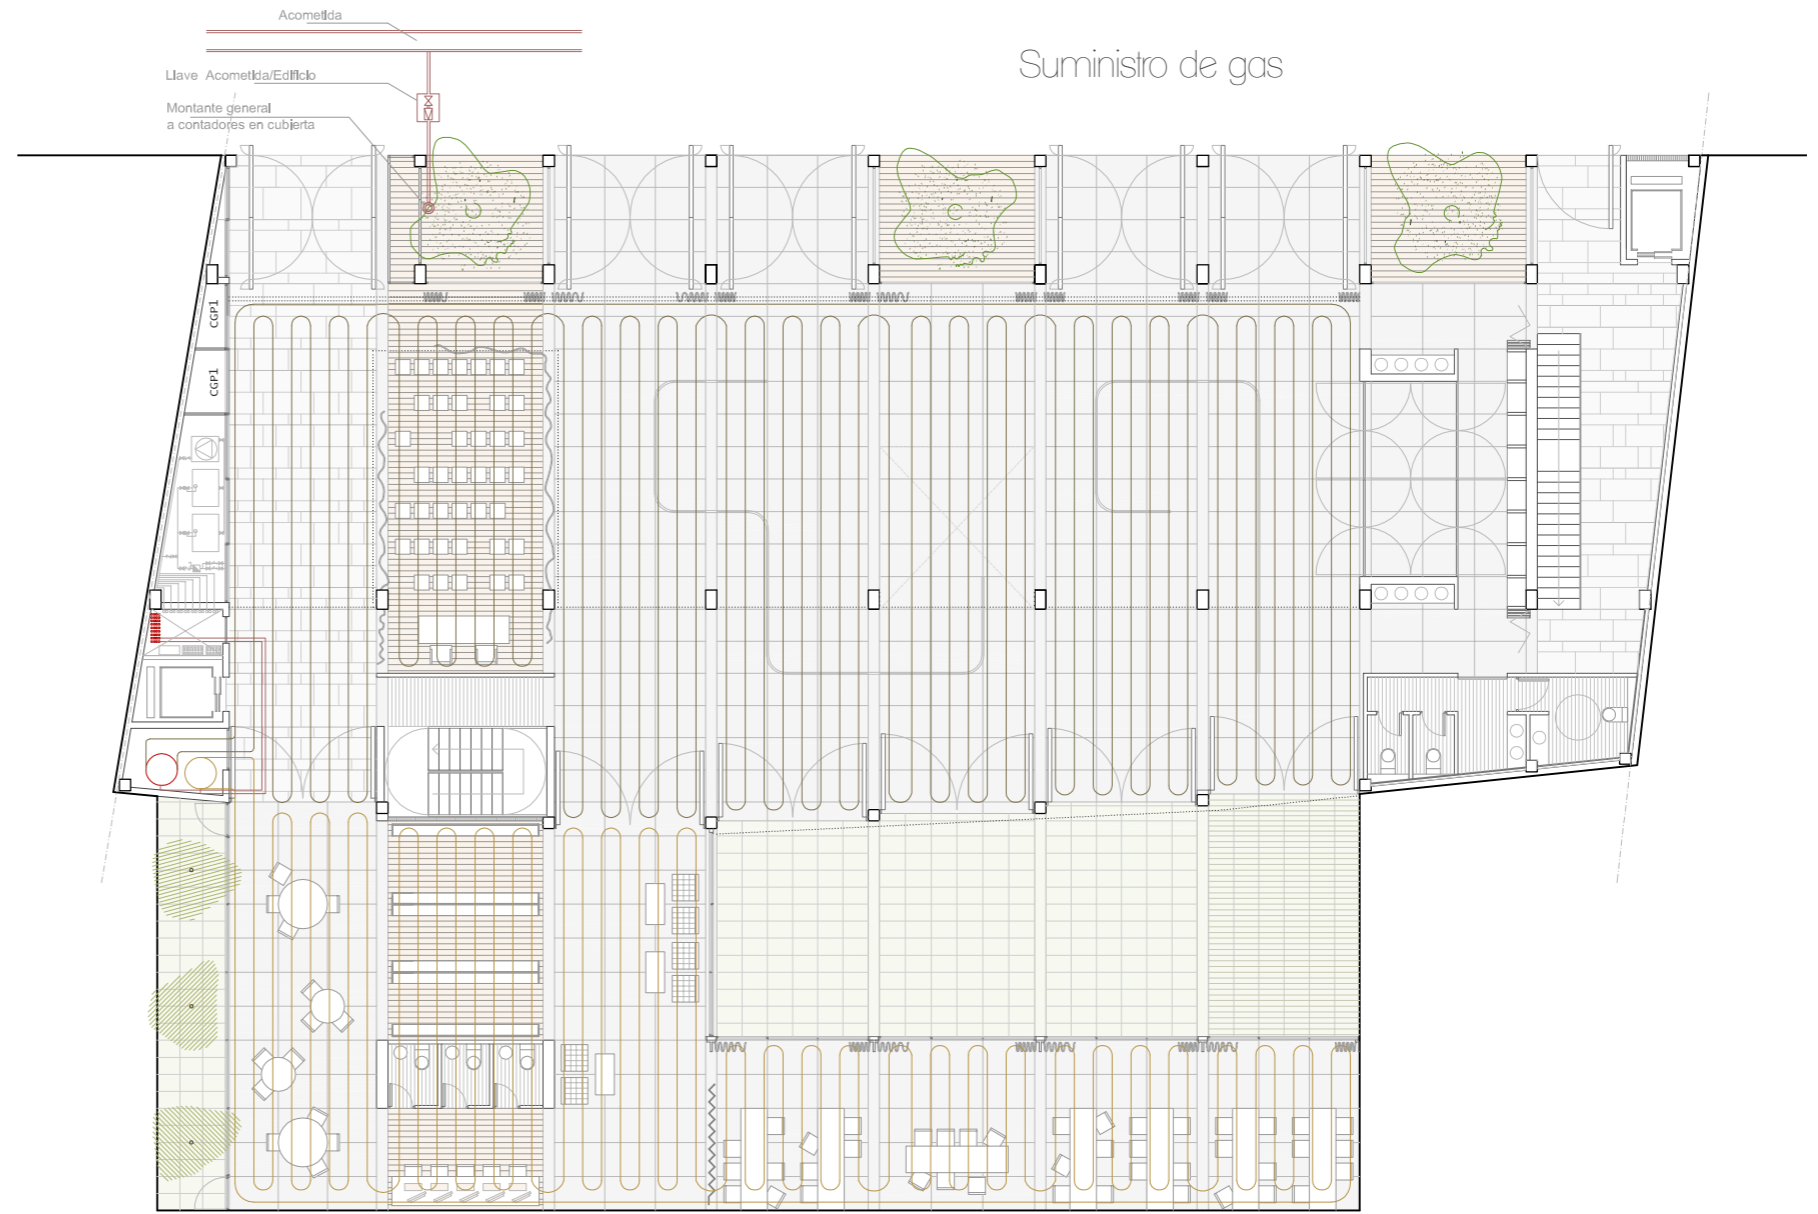 Acometida
Suministro de gas
Llave Acometida/Edificio
Montante general
a contadores en cubierta
CGP1
CGP1